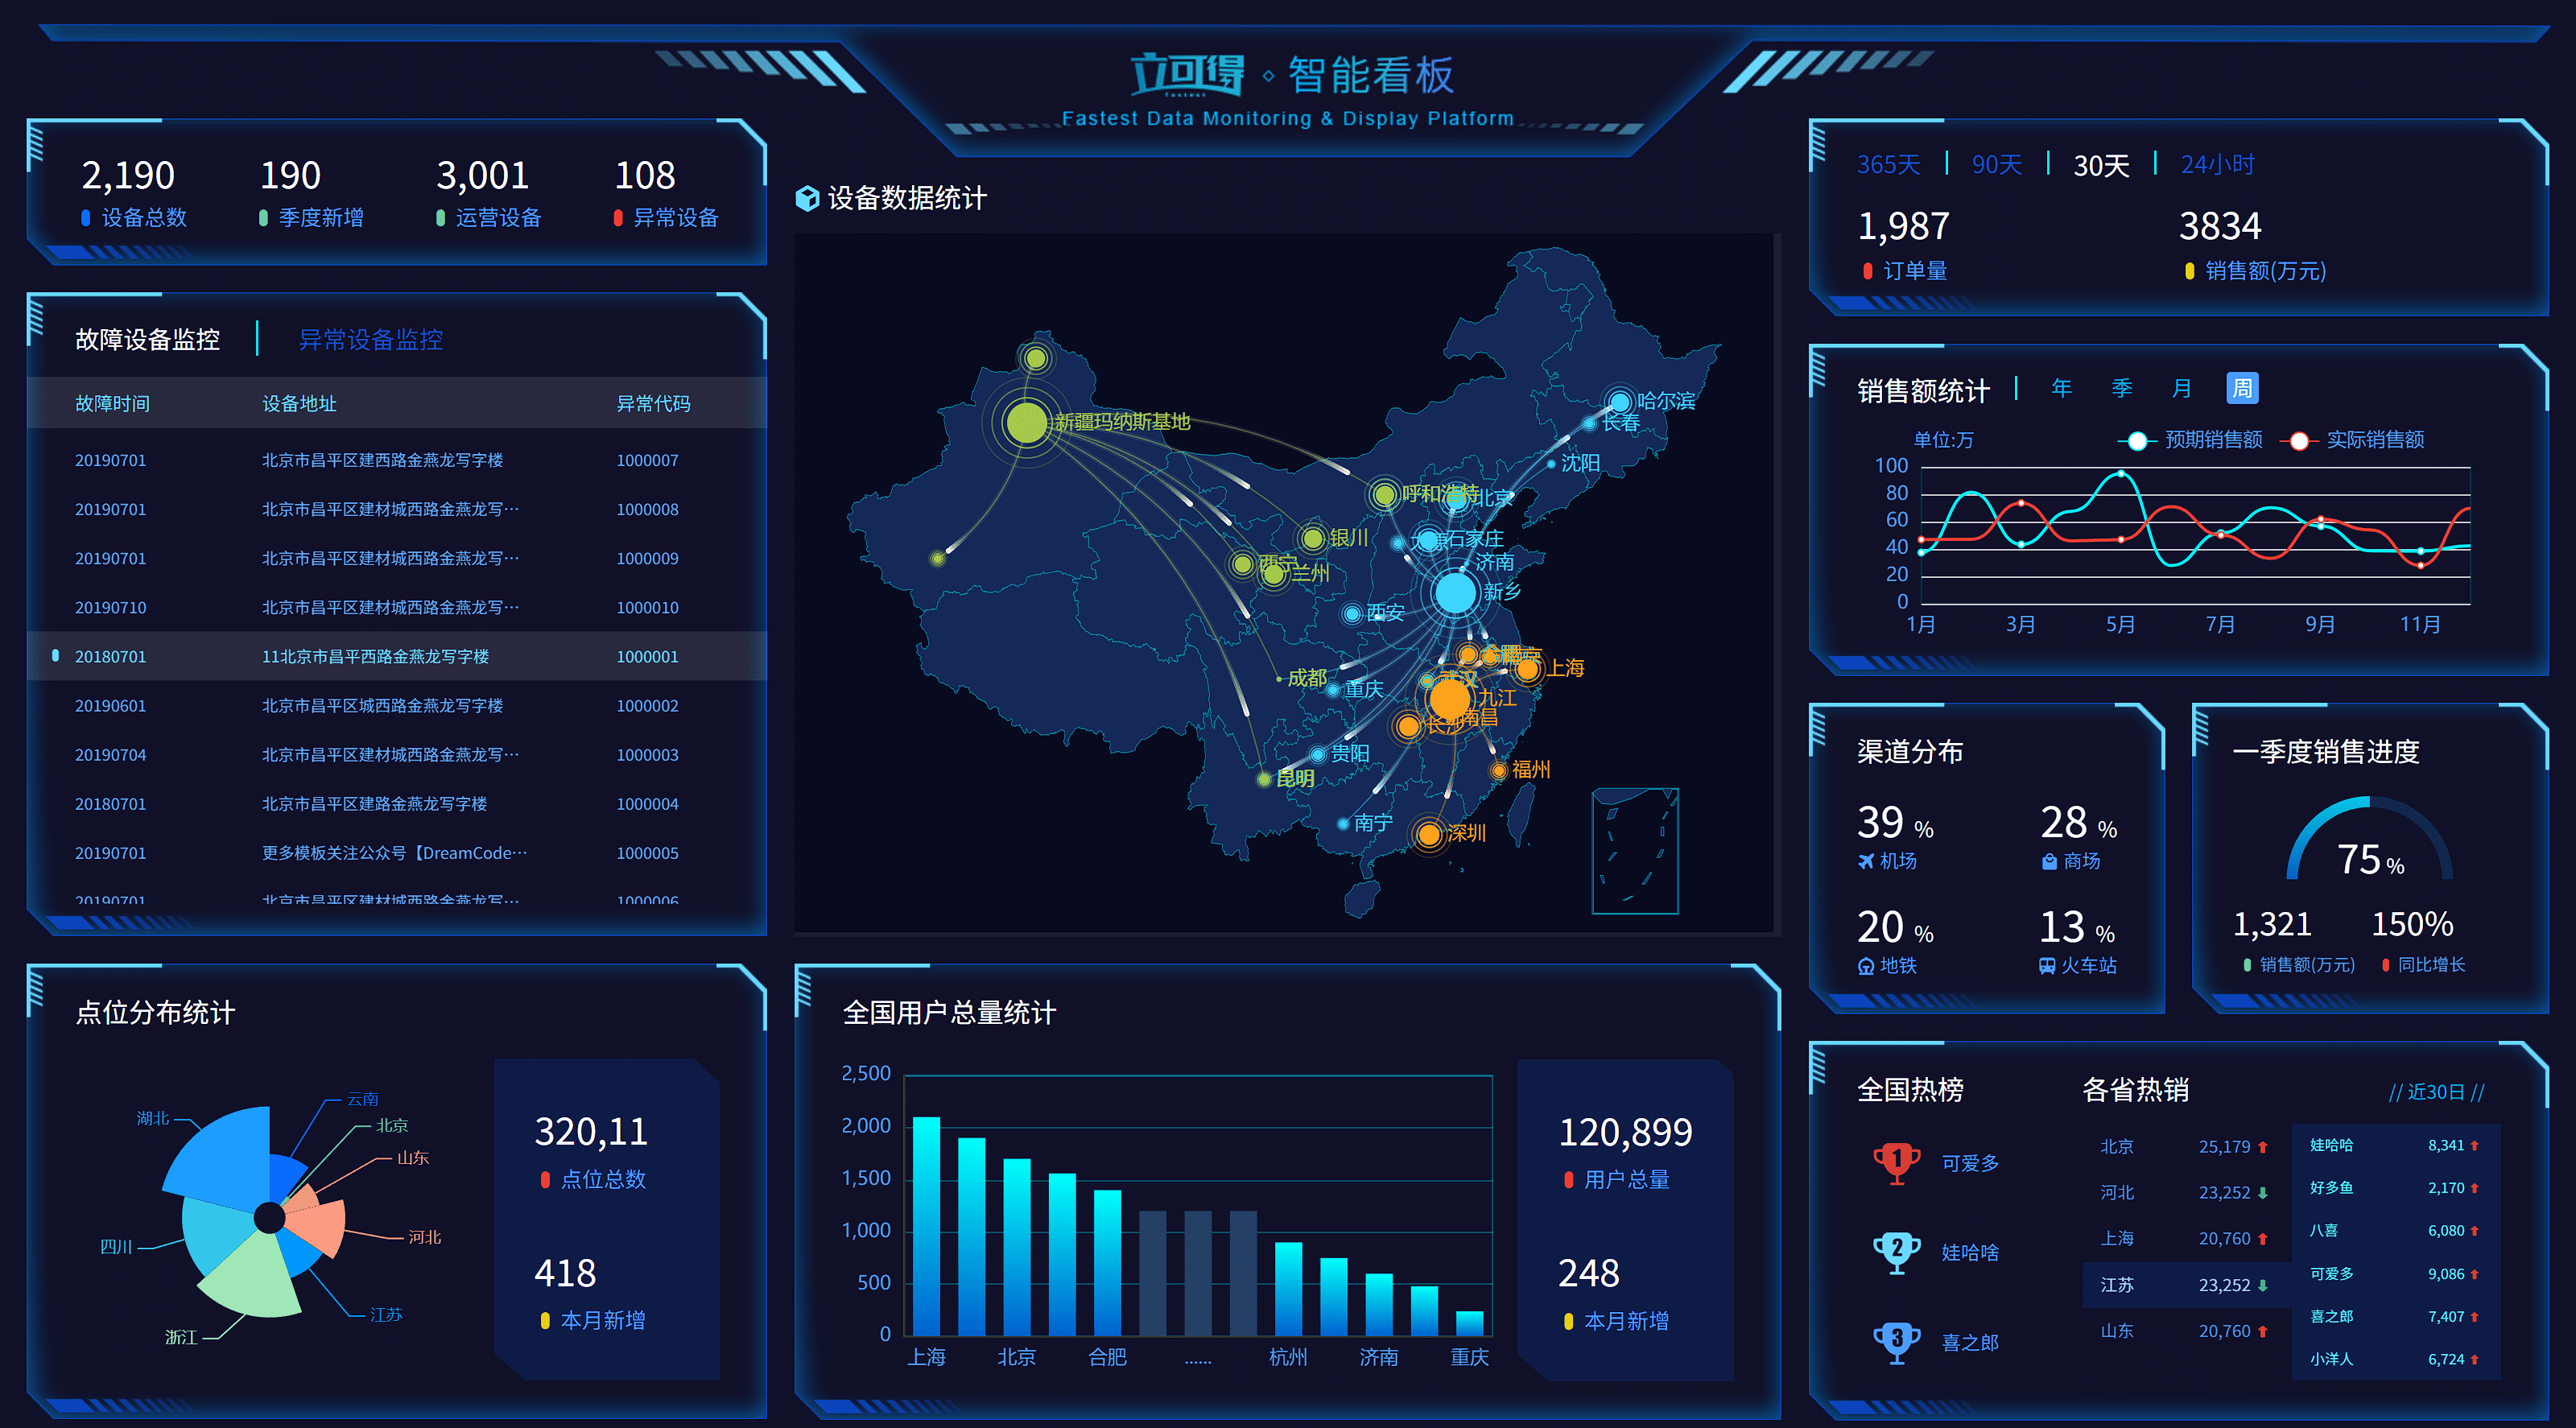 立可得 ◇ 智能看板
Fastest Data Monitoring & Display Platform
2,190 190 3,001 108
设备总数 季度新增 运营设备 异常设备
故障设备监控 异常设备监控
故障时间 设备地址 异常代码
20190701 北京市昌平区建西路金燕龙写字楼 1000007
20190701 北京市昌平区建材城西路金燕龙写… 1000008
20190701 北京市昌平区建材城西路金燕龙写… 1000009
20190710 北京市昌平区建材城西路金燕龙写… 1000010
20180701 11北京市昌平西路金燕龙写字楼 1000001
20190601 北京市昌平区城西路金燕龙写字楼 1000002
20190704 北京市昌平区建材城西路金燕龙写… 1000003
20180701 北京市昌平区建路金燕龙写字楼 1000004
20190701 更多模板关注公众号【DreamCode… 1000005
20190701 北京市昌平区建材城西路金燕龙写… 1000006
点位分布统计
云南
北京
湖北
山东
河北
四川
江苏
浙江
320,11
点位总数
418
本月新增
设备数据统计
哈尔滨
新疆玛纳斯基地
长春
沈阳
呼和浩特
北京
银川
石家庄
西宁
济南
兰州
新乡
西安
上海
成都
武汉
重庆
九江
南昌
长沙
贵阳
福州
昆明
南宁
深圳
全国用户总量统计
2,500
2,000
1,500
1,000
500
0
上海 北京 合肥 ...... 杭州 济南 重庆
120,899
用户总量
248
本月新增
365天 90天 30天 24小时
1,987 3834
订单量 销售额(万元)
销售额统计 年 季 月 周
单位:万 预期销售额 实际销售额
100
80
60
40
20
0
1月 3月 5月 7月 9月 11月
渠道分布
39 % 28 %
机场 商场
20 % 13 %
地铁 火车站
一季度销售进度
75 %
1,321 150%
销售额(万元) 同比增长
全国热榜 各省热销 // 近30日 //
1 可爱多
2 娃哈啥
3 喜之郎
北京 25,179
河北 23,252
上海 20,760
江苏 23,252
山东 20,760
娃哈哈 8,341
好多鱼 2,170
八喜 6,080
可爱多 9,086
喜之郎 7,407
小洋人 6,724